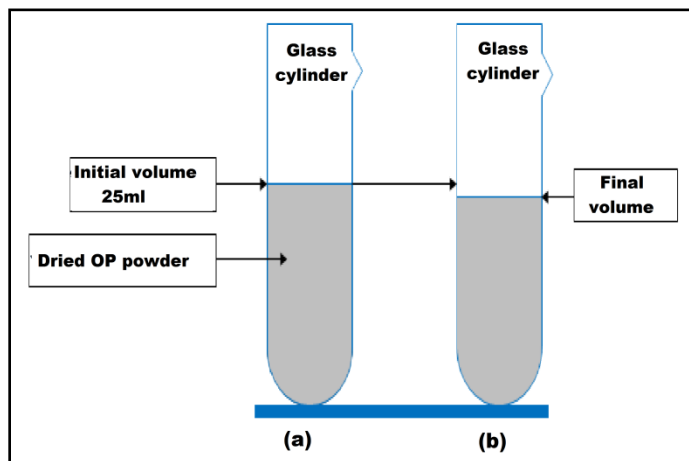 Glass
cylinder
Glass
cylinder
Initial volume
25ml
Final
volume
Dried OP powder
(a)
(b)